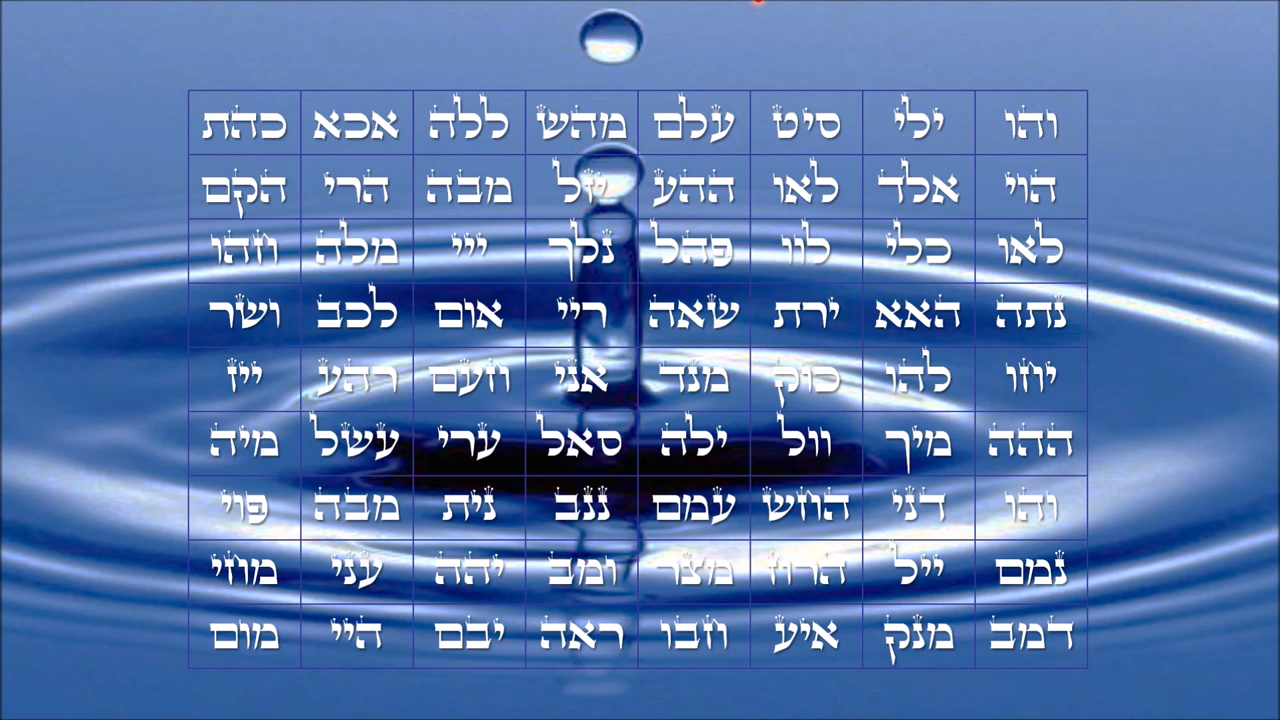 והו ילי סיט עלם מהש ללה אכא כהת
הזי אלד לאו ההע יזל מבה הרי הקם
לאו כלי לוו פהל נלך ייי מלה חהו
נתה האא ירת שאה ריי אום לכב ושר
יחו להח כוק מנד אני חעם רהע ייז
ההה מיך וול ילה סאל ערי עשל מיה
והו דני החש עמם ננב נית מבה פוי
נמם ייל הרח מצר ומב יהה עני מחי
דמב מנק איע חבו ראה יבם היי מום